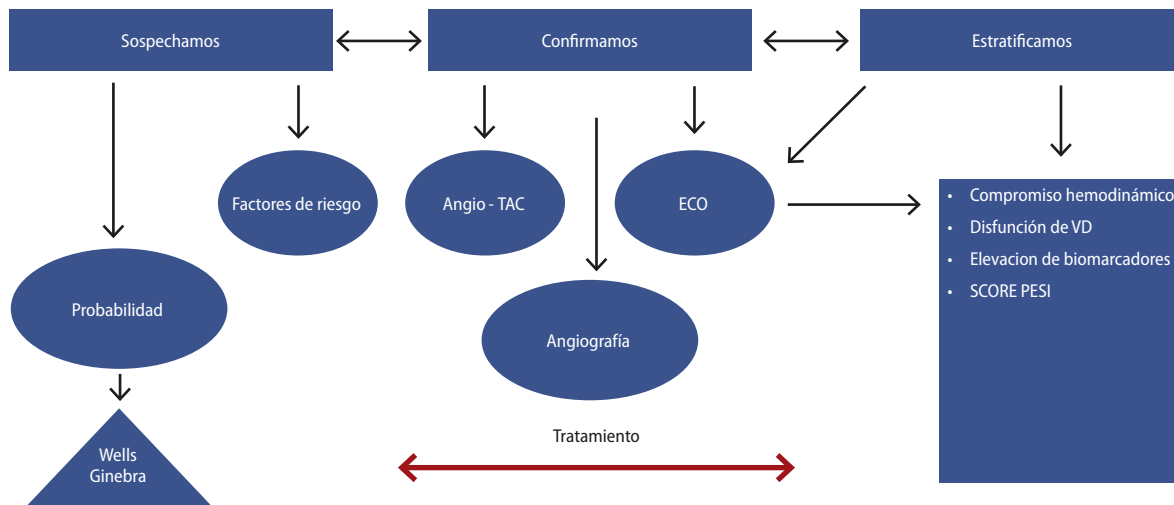 Sospechamos
Confirmamos
Estratificamos
Factores de riesgo
Angio - TAC
ECO
• Compromiso hemodinámico
• Disfunción de VD
• Elevacion de biomarcadores
• SCORE PESI
Probabilidad
Angiografía
Tratamiento
Wells
Ginebra